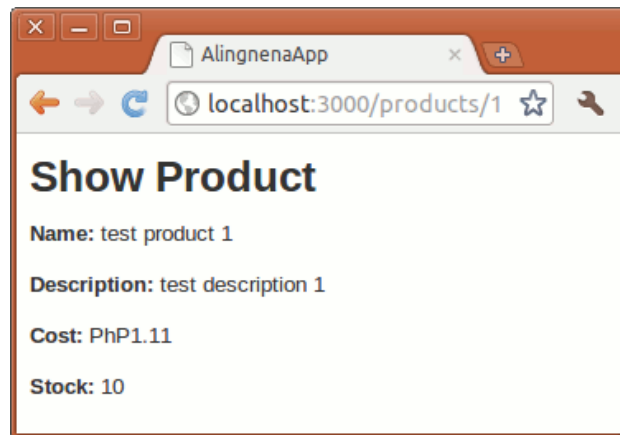 AlingnenaApp
localhost:3000/products/1
Show Product
Name: test product 1
Description: test description 1
Cost: PhP1.11
Stock: 10